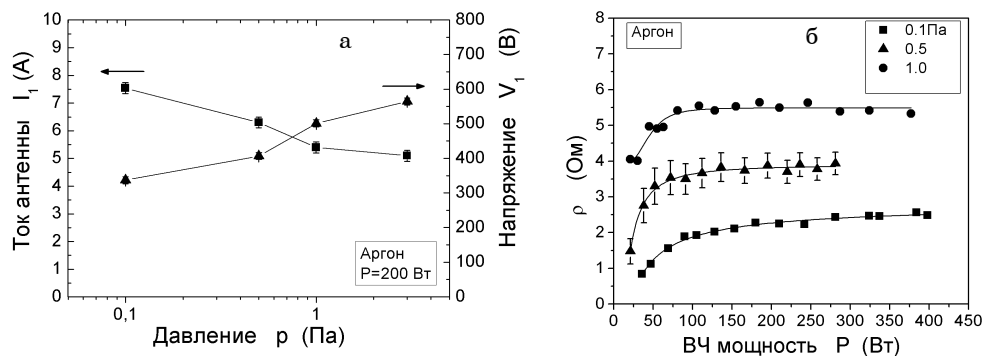 а
Ток антенны I₁ (А)
10
9
8
7
6
5
4
3
2
1
0
800
700
600
500
400
300
200
100
0
Напряжение V₁ (В)
Аргон
P=200 Вт
0,1
1
Давление p (Па)
б
Аргон
0.1Па
0.5
1.0
ρ (Ом)
8
7
6
5
4
3
2
1
0
0 50 100 150 200 250 300 350 400 450
ВЧ мощность P (Вт)